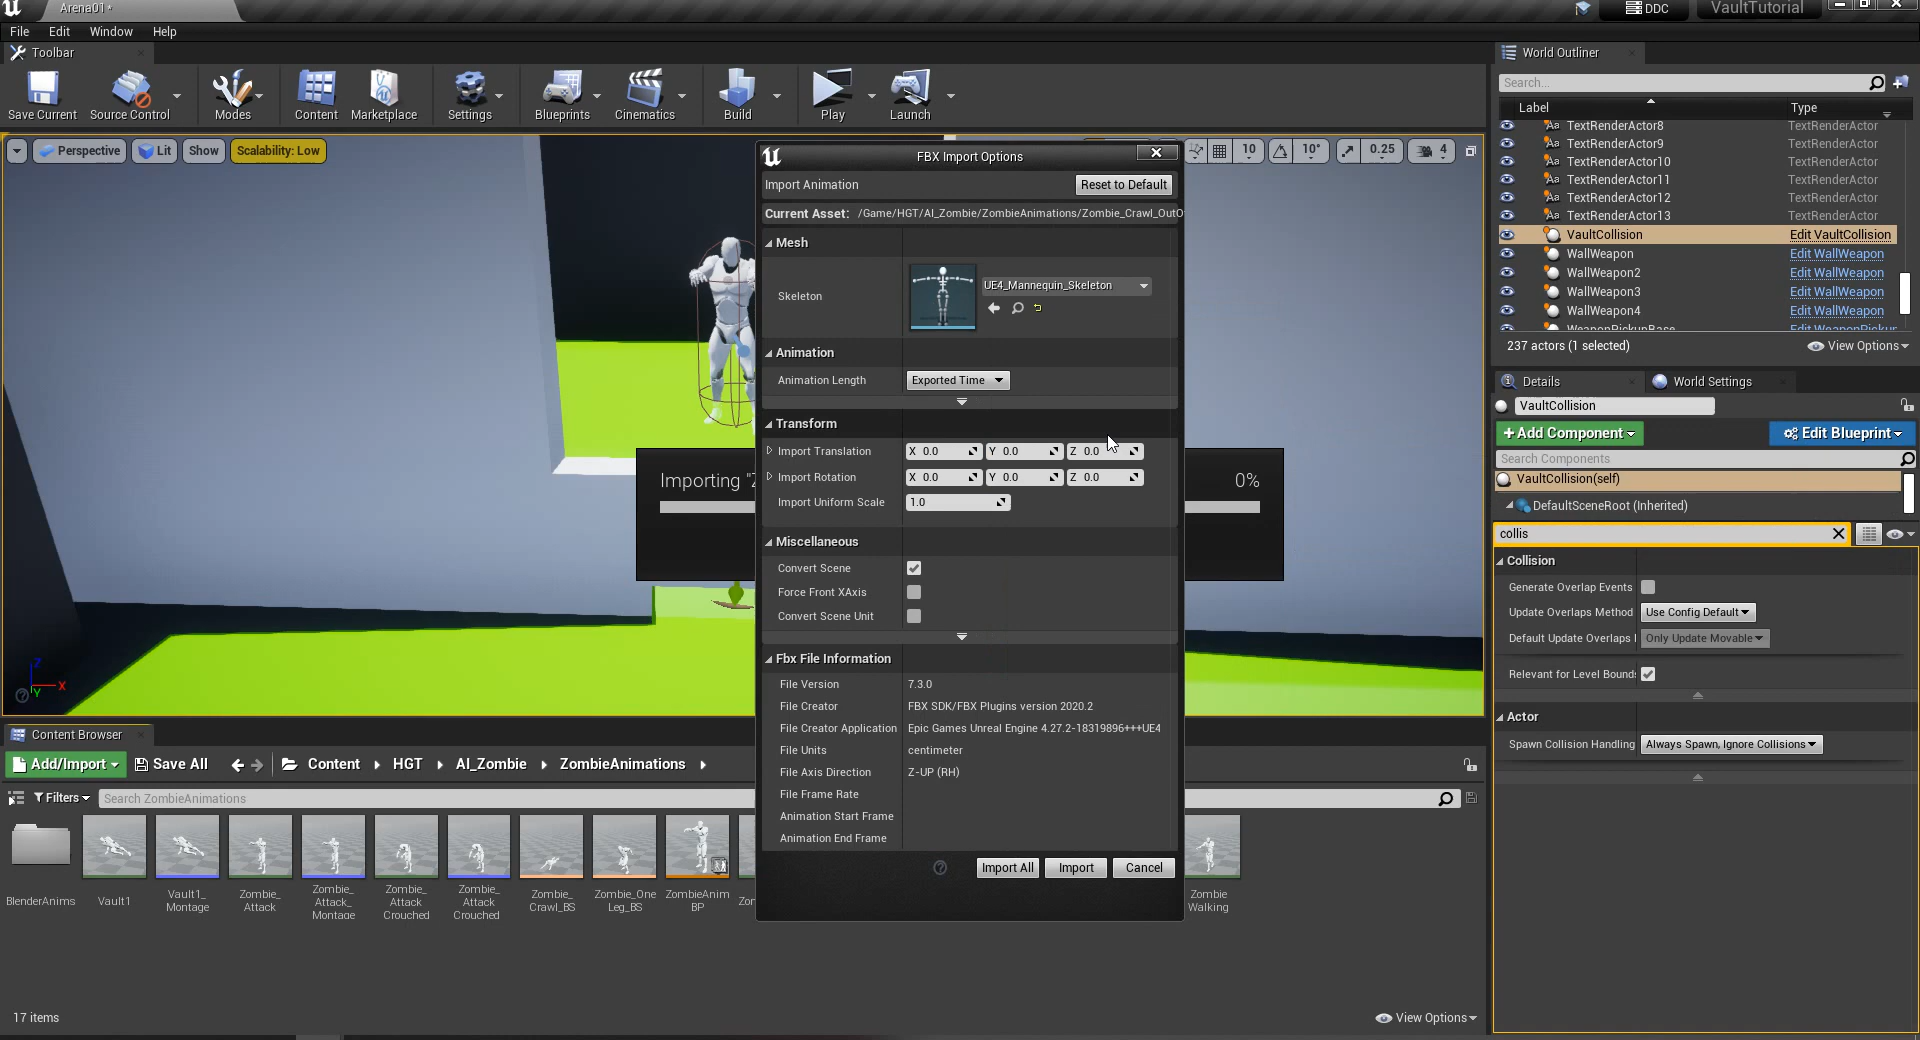 Arena01*
DDC
VaultTutorial
File
Edit
Window
Help
Toolbar
World Outliner
Save Current
Source Control
Modes
Content
Marketplace
Settings
Blueprints
Cinematics
Build
Play
Launch
Search...
Label
Type
TextRenderActor8
TextRenderActor
TextRenderActor9
TextRenderActor
TextRenderActor10
TextRenderActor
TextRenderActor11
TextRenderActor
TextRenderActor12
TextRenderActor
TextRenderActor13
TextRenderActor
VaultCollision
Edit VaultCollision
WallWeapon
Edit WallWeapon
WallWeapon2
Edit WallWeapon
WallWeapon3
Edit WallWeapon
WallWeapon4
Edit WallWeapon
WeaponPickupBase
Edit WeaponPickup
237 actors (1 selected)
View Options
Perspective
Lit
Show
Scalability: Low
10
10°
0.25
4
FBX Import Options
Import Animation
Reset to Default
Current Asset: /Game/HGT/AI_Zombie/ZombieAnimations/Zombie_Crawl_OutO
Mesh
Skeleton
UE4_Mannequin_Skeleton
Animation
Animation Length
Exported Time
Transform
Import Translation
X 0.0
Y 0.0
Z 0.0
Import Rotation
X 0.0
Y 0.0
Z 0.0
Import Uniform Scale
1.0
Miscellaneous
Convert Scene
Force Front XAxis
Convert Scene Unit
Fbx File Information
File Version
7.3.0
File Creator
FBX SDK/FBX Plugins version 2020.2
File Creator Application
Epic Games Unreal Engine 4.27.2-18319896+++UE4
File Units
centimeter
File Axis Direction
Z-UP (RH)
File Frame Rate
Animation Start Frame
Animation End Frame
Import All
Import
Cancel
Importing "Z
0%
Z
X
Y
Details
World Settings
VaultCollision
+Add Component
Edit Blueprint
Search Components
VaultCollision(self)
DefaultSceneRoot (Inherited)
collis
Collision
Generate Overlap Events
Update Overlaps Method
Use Config Default
Default Update Overlaps
Only Update Movable
Relevant for Level Bounds
Actor
Spawn Collision Handling
Always Spawn, Ignore Collisions
Content Browser
Add/Import
Save All
Content
HGT
AI_Zombie
ZombieAnimations
Filters
Search ZombieAnimations
BlenderAnims
Vault1
Vault1_
Montage
Zombie_
Attack
Zombie_
Attack_
Montage
Zombie_
Attack
Crouched
Zombie_
Attack
Crouched
Zombie_
Crawl_BS
Zombie_One
Leg_BS
ZombieAnim
BP
Zombie
Walking
17 items
View Options